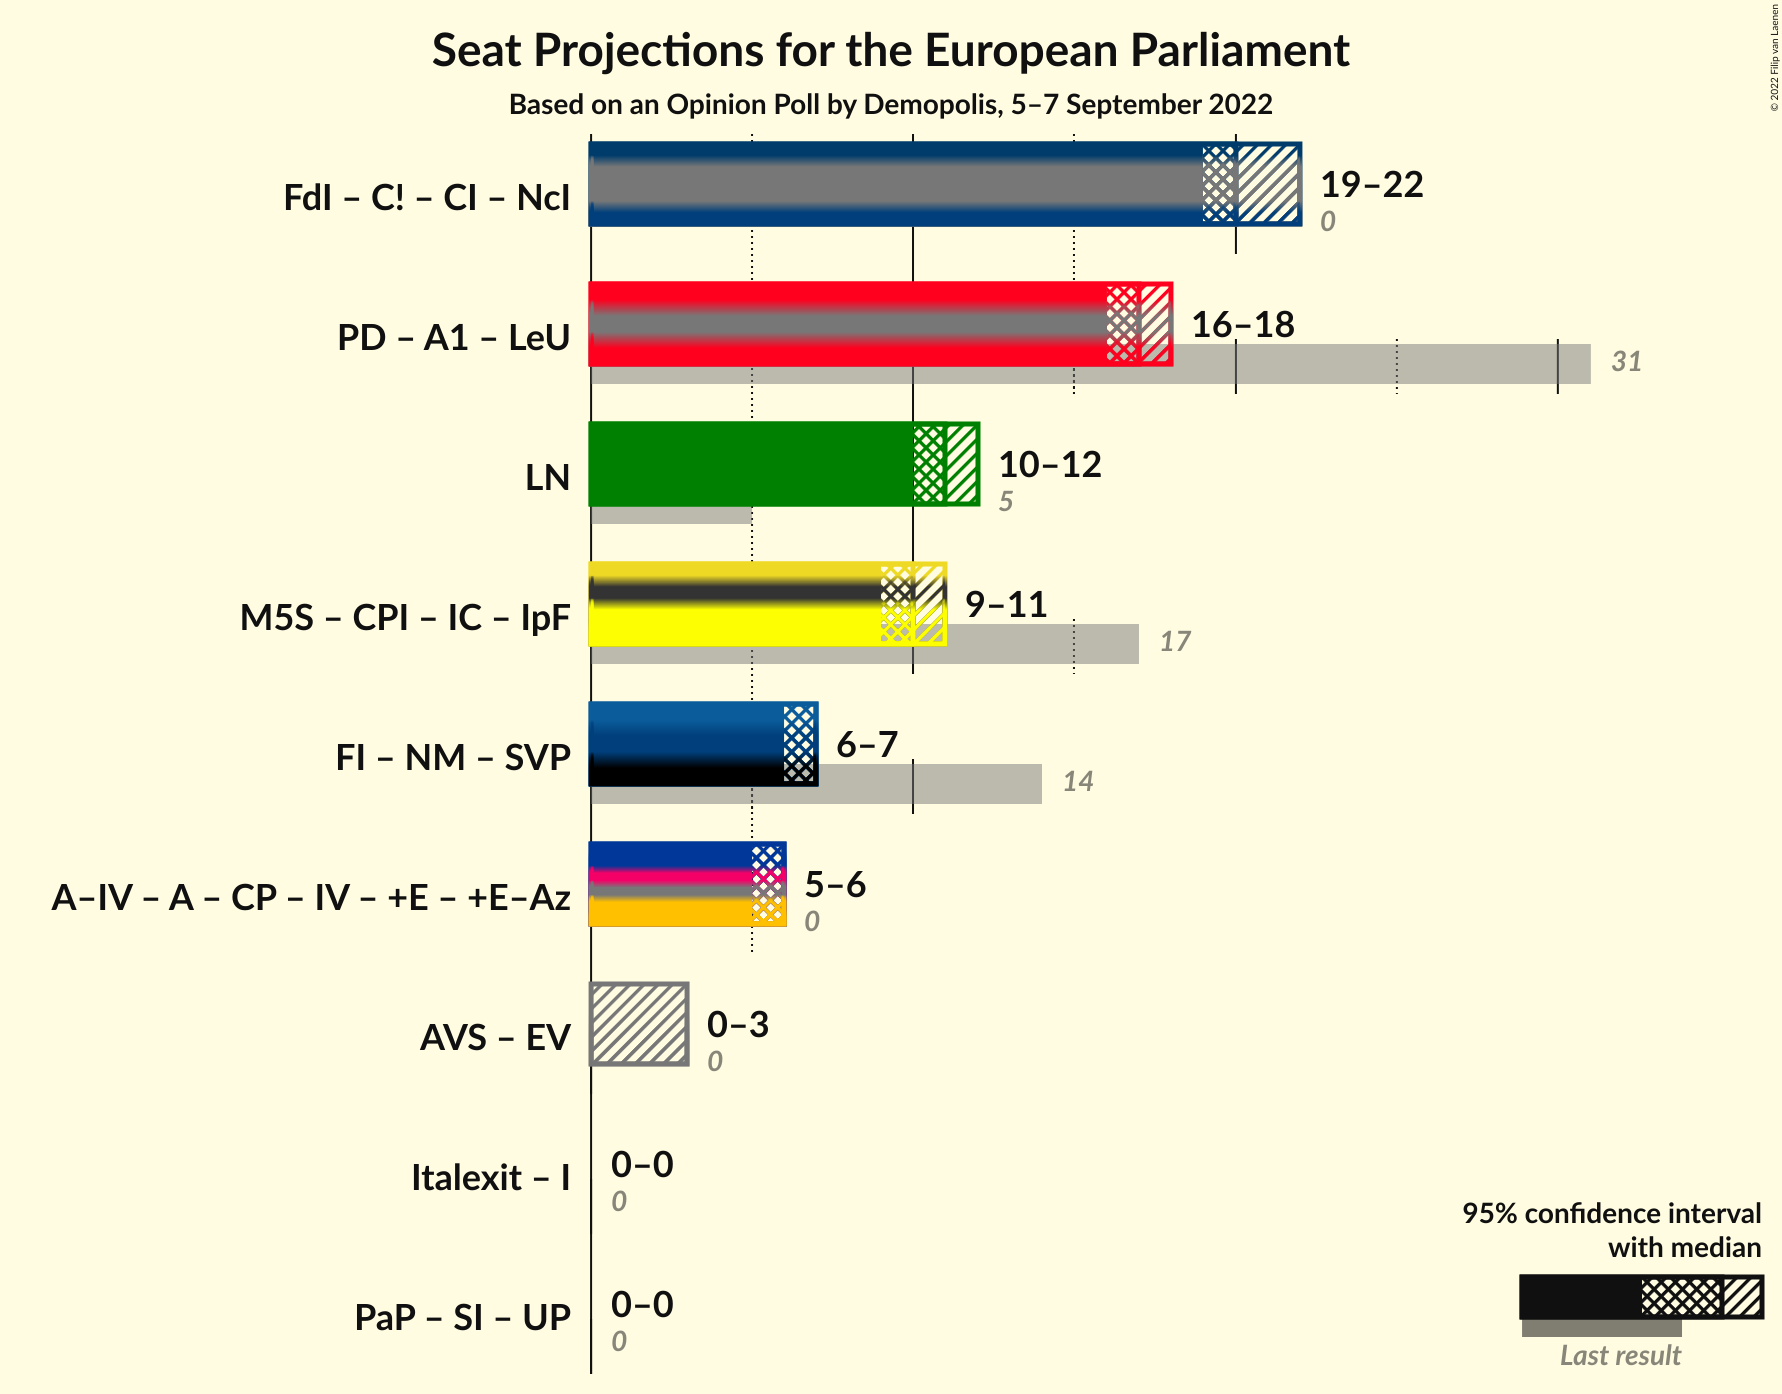 Seat Projections for the European Parliament
Based on an Opinion Poll by Demopolis, 5–7 September 2022
© 2022 Filip van Laenen
FdI – C! – CI – NcI
19–22
0
PD – A1 – LeU
16–18
31
LN
10–12
5
M5S – CPI – IC – IpF
9–11
17
FI – NM – SVP
6–7
14
A–IV – A – CP – IV – +E – +E–Az
5–6
0
AVS – EV
0–3
0
Italexit – I
0–0
0
PaP – SI – UP
0–0
0
95% confidence interval
with median
Last result